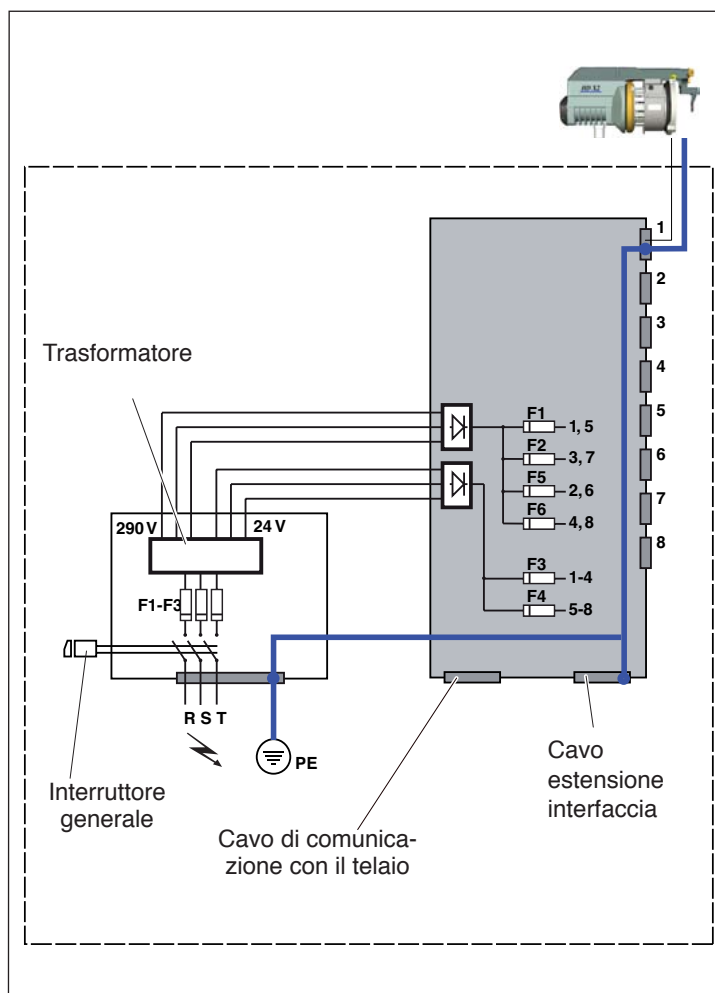 1
2
3
4
5
6
7
8
Trasformatore
F1
1, 5
F2
3, 7
F5
2, 6
F6
4, 8
F3
1-4
F4
5-8
290 V
24 V
F1-F3
R S T
PE
Interruttore
generale
Cavo di comunica-
zione con il telaio
Cavo
estensione
interfaccia